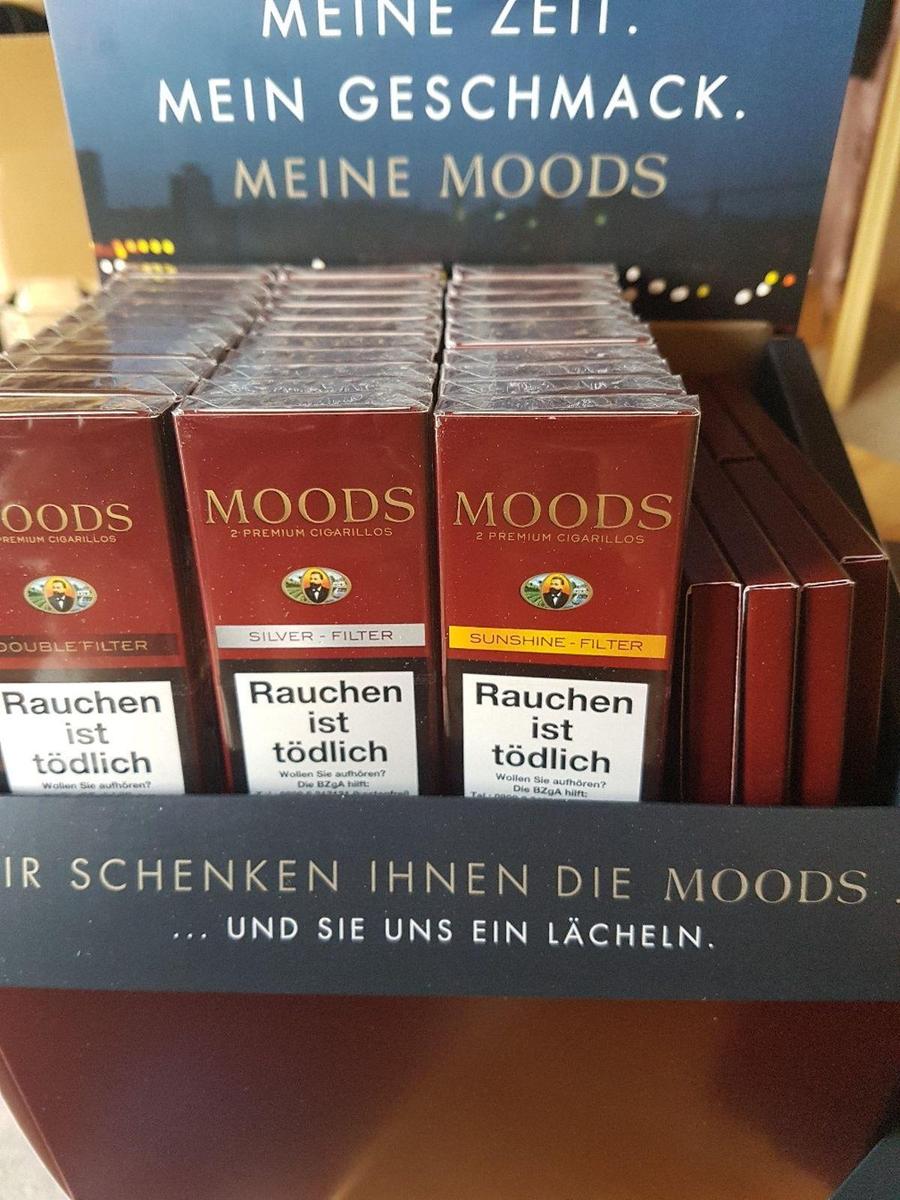 MEINE ZEIT.
MEIN GESCHMACK.
MEINE MOODS
OODS
PREMIUM CIGARILLOS
DOUBLE FILTER
Rauchen
ist
tödlich
Wollen Sie aufhören?
MOODS
2 PREMIUM CIGARILLOS
SILVER - FILTER
Rauchen
ist
tödlich
Wollen Sie aufhören?
Die BZgA hilft:
MOODS
2 PREMIUM CIGARILLOS
SUNSHINE - FILTER
Rauchen
ist
tödlich
Wollen Sie aufhören?
Die BZgA hilft:
IR SCHENKEN IHNEN DIE MOODS .
... UND SIE UNS EIN LÄCHELN.